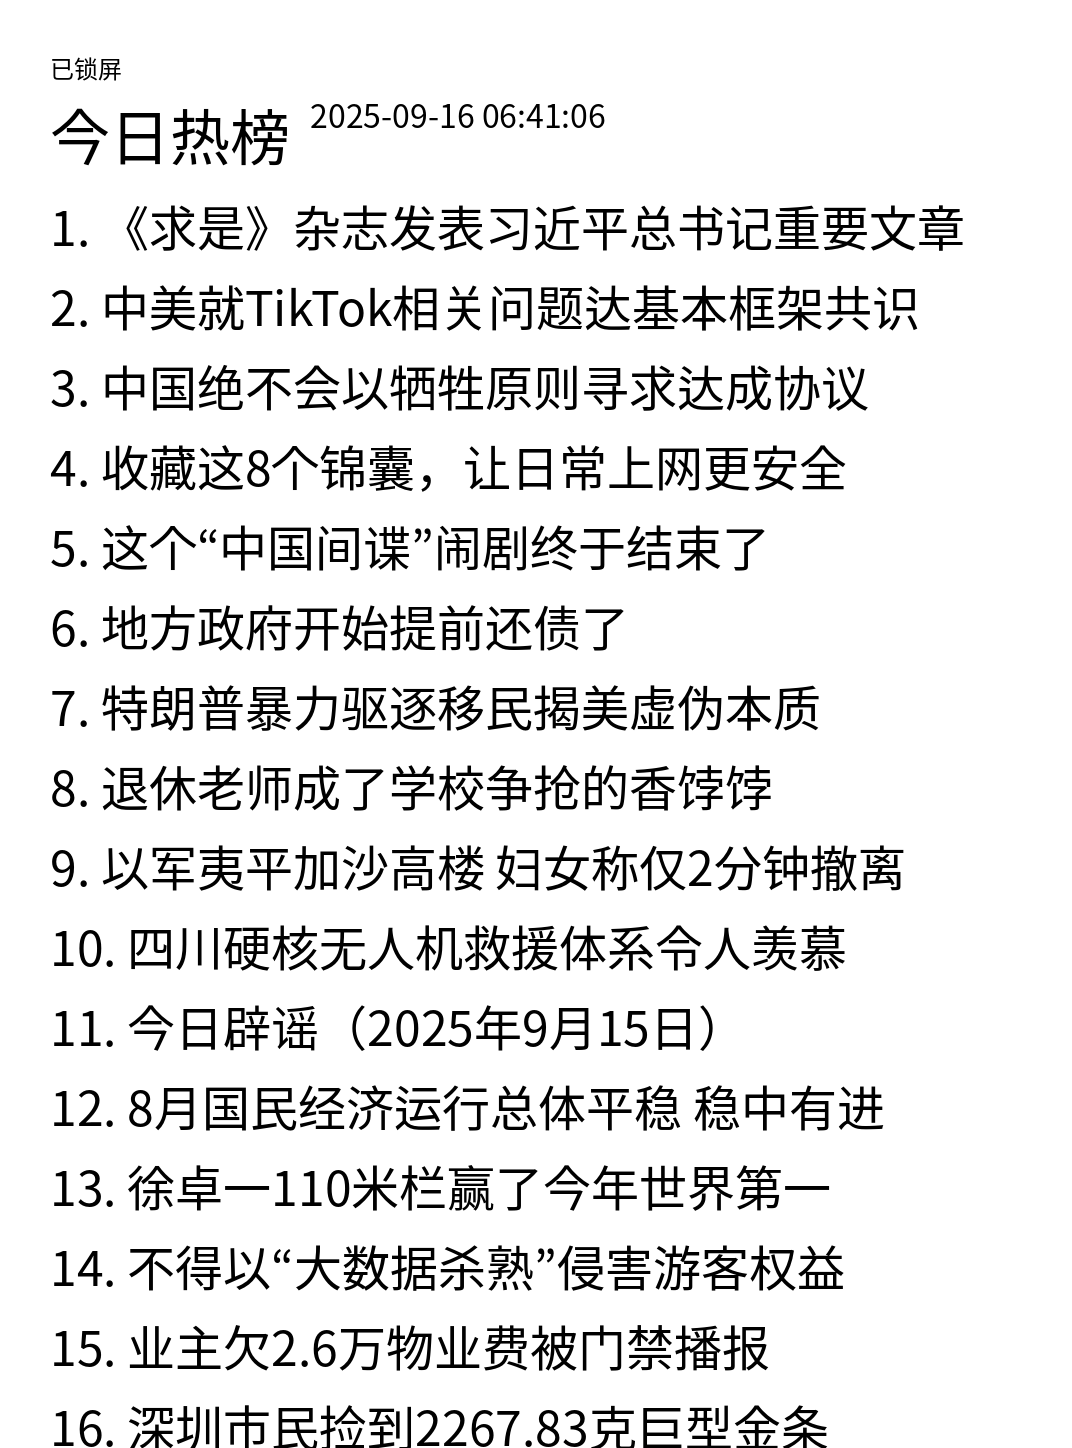 已锁屏
今日热榜 2025-09-16 06:41:06
1. 《求是》杂志发表习近平总书记重要文章
2. 中美就TikTok相关问题达基本框架共识
3. 中国绝不会以牺牲原则寻求达成协议
4. 收藏这8个锦囊，让日常上网更安全
5. 这个“中国间谍”闹剧终于结束了
6. 地方政府开始提前还债了
7. 特朗普暴力驱逐移民揭美虚伪本质
8. 退休老师成了学校争抢的香饽饽
9. 以军夷平加沙高楼 妇女称仅2分钟撤离
10. 四川硬核无人机救援体系令人羡慕
11. 今日辟谣（2025年9月15日）
12. 8月国民经济运行总体平稳 稳中有进
13. 徐卓一110米栏赢了今年世界第一
14. 不得以“大数据杀熟”侵害游客权益
15. 业主欠2.6万物业费被门禁播报
16. 深圳市民捡到2267.83克巨型金条